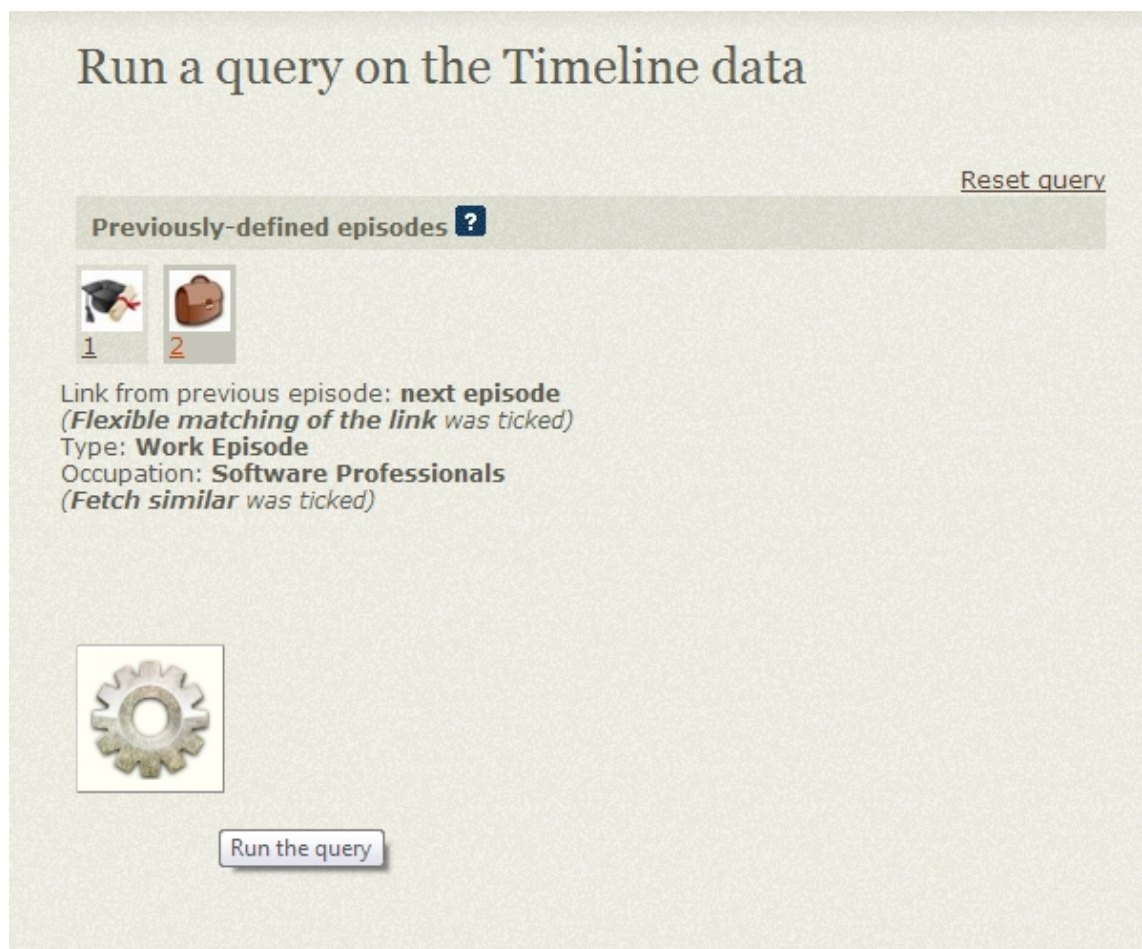 Run a query on the Timeline data
Reset query
Previously-defined episodes ?
1 2
Link from previous episode: next episode
(Flexible matching of the link was ticked)
Type: Work Episode
Occupation: Software Professionals
(Fetch similar was ticked)
Run the query